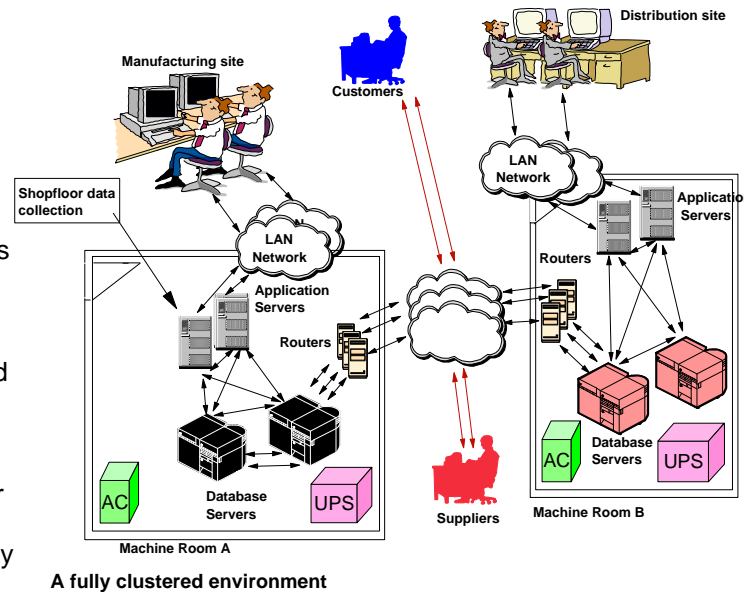 Distribution site
Manufacturing site
Customers
LAN
Network
Shopfloor data
collection
Applicatio
Servers
s
LAN
Network
Routers
Application
Servers
Routers
d
Database
Servers
AC
UPS
r
AC
Database
Servers
UPS
Suppliers
Machine Room B
Machine Room A
y
A fully clustered environment